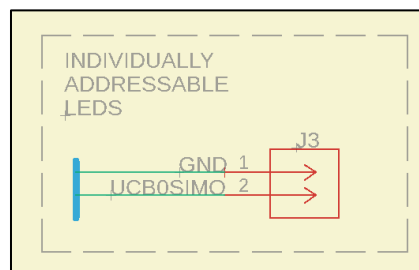 INDIVIDUALLY
ADDRESSABLE
LEDS
J3
GND 1
UCB0SIMO 2